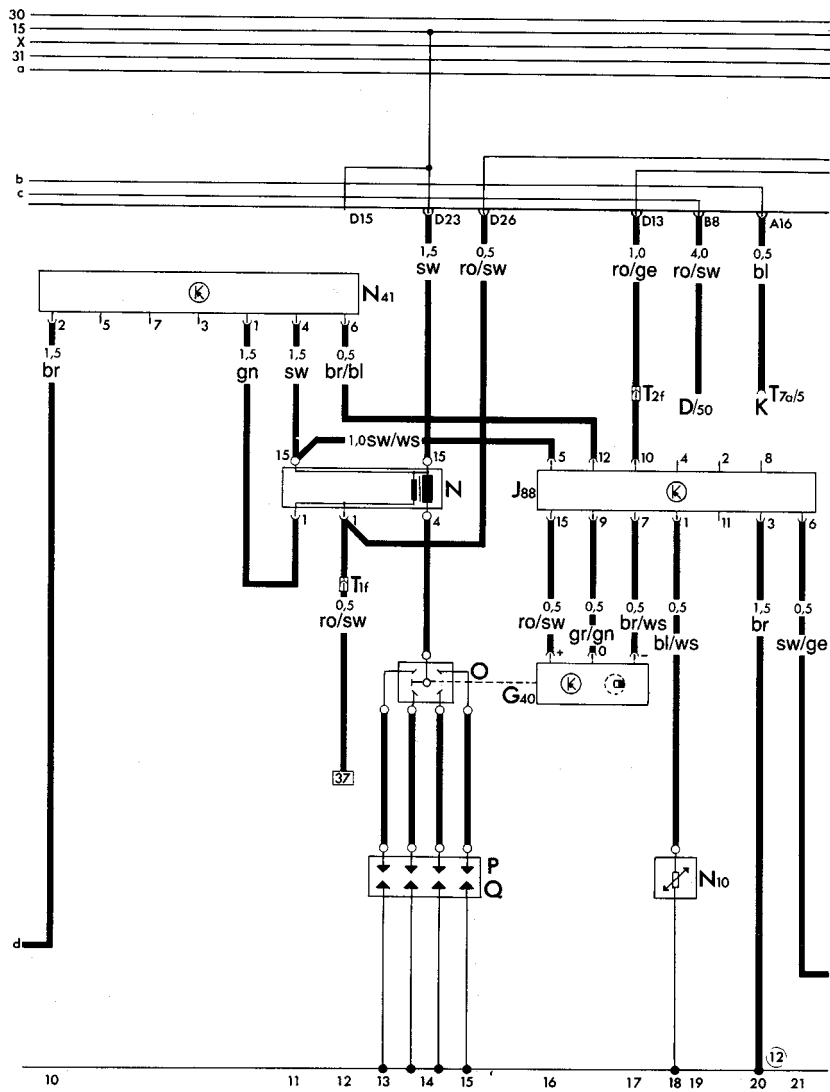 30
15
X
31
a
b
c
D15 D23 D26 D13 B8 A16
1,5 0,5 1,0 4,0 0,5
sw ro/sw ro/ge ro/sw bl
N41
2 5 7 3 1 4 6
1,5 1,5 1,5 0,5
br gn sw br/bl
T2f D/50 K T7a/5
1,0 sw/ws
15 15 5 12 10 4 2 8
N J88
1 1 4 15 9 7 1 11 3 6
T1f
0,5 0,5 0,5 0,5 0,5 1,5 0,5
ro/sw ro/sw gr/gn br/ws bl/ws br sw/ge
+ 0 -
O G40
37
P
Q
N10
d
12
10 11 12 13 14 15 16 17 18 19 20 21